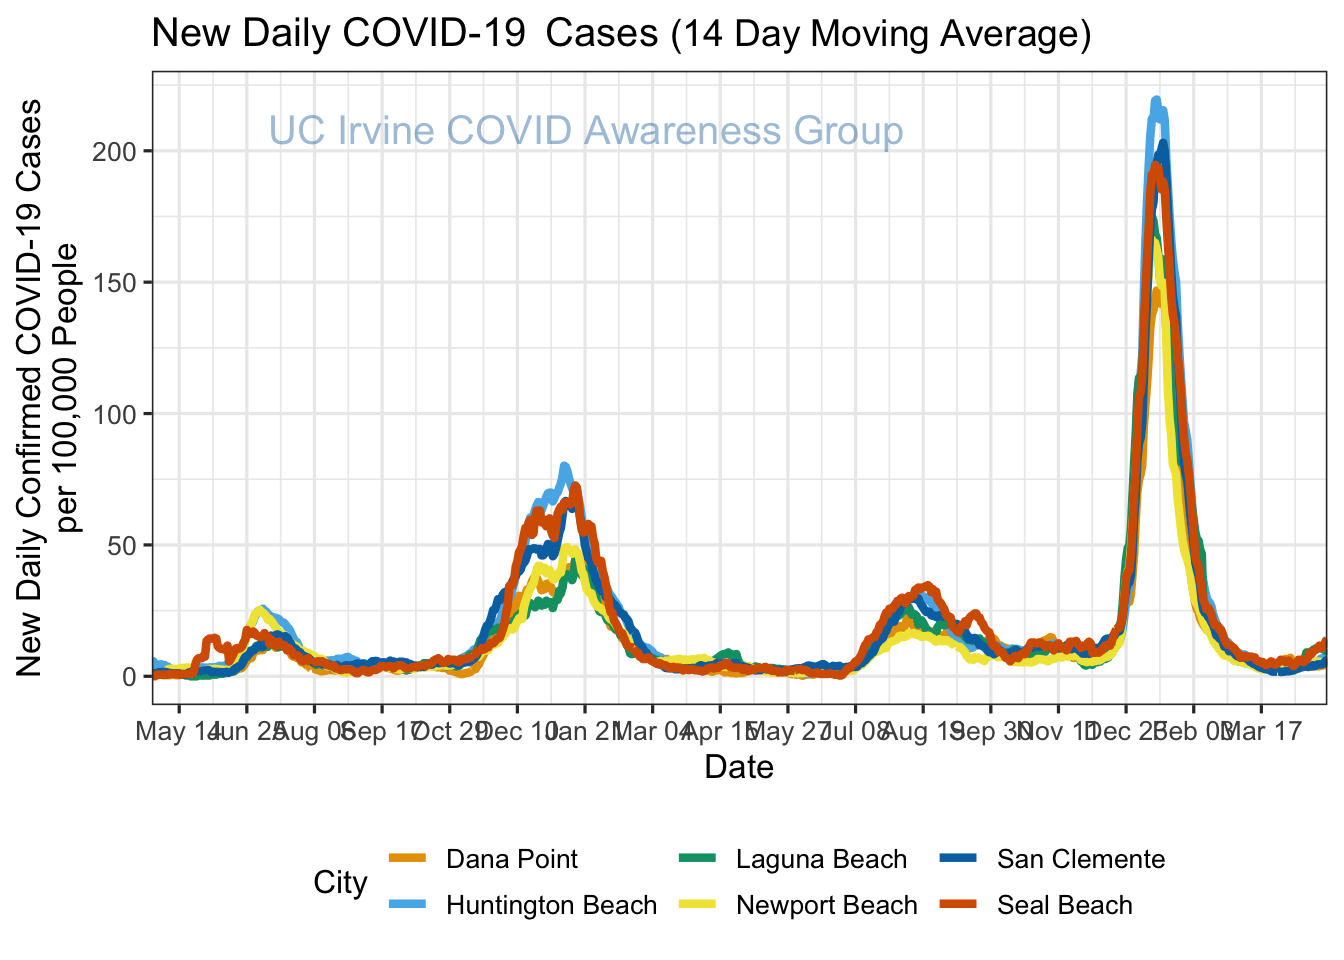 New Daily COVID-19 Cases (14 Day Moving Average)
UC Irvine COVID Awareness Group
New Daily Confirmed COVID-19 Cases
per 100,000 People
200
150
100
50
0
May 14 Jun 25 Aug 06 Sep 17 Oct 29 Dec 10 Jan 21 Mar 04 Apr 15 May 27 Jul 08 Aug 19 Sep 30 Nov 11 Dec 23 Feb 03 Mar 17
Date
City
Dana Point Laguna Beach San Clemente
Huntington Beach Newport Beach Seal Beach